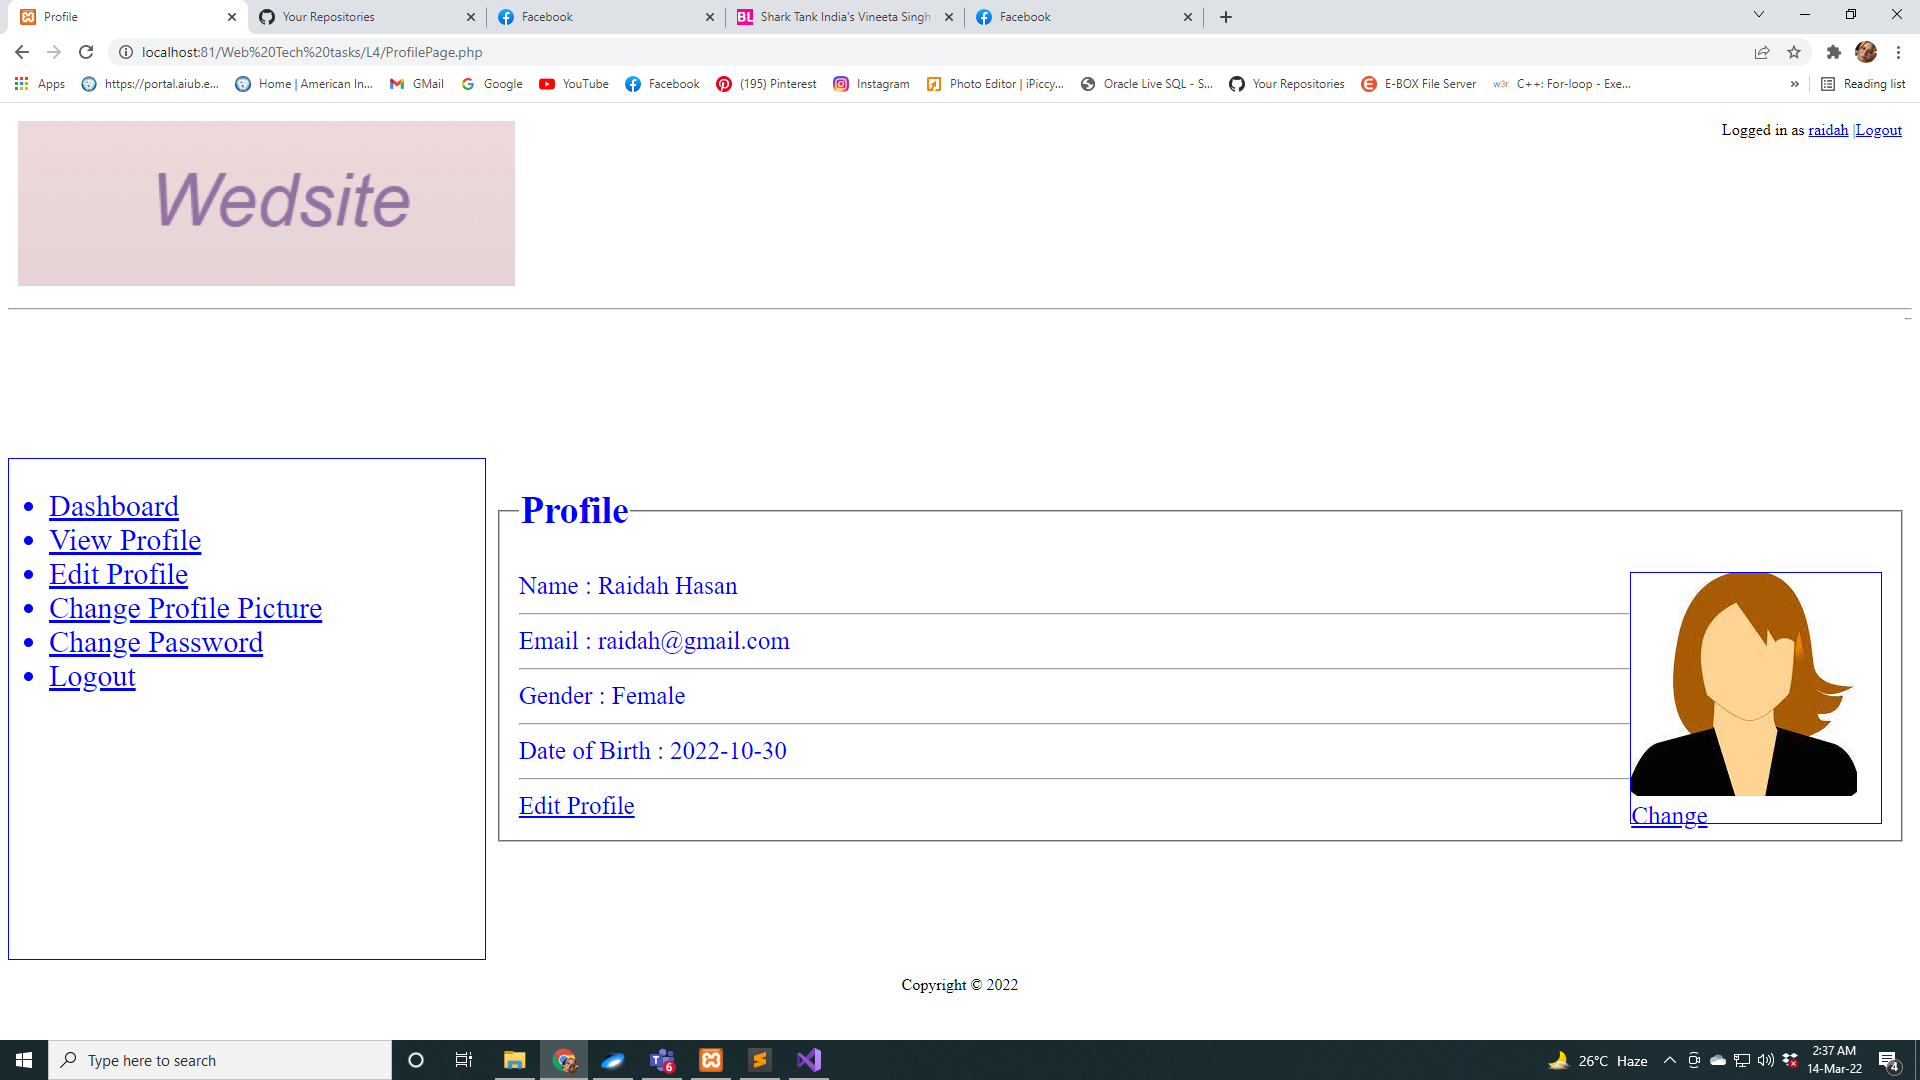 Profile
Your Repositories
Facebook
Shark Tank India's Vineeta Singh
Facebook
localhost:81/Web%20Tech%20tasks/L4/ProfilePage.php
Apps
https://portal.aiub.e...
Home | American In...
GMail
Google
YouTube
Facebook
(195) Pinterest
Instagram
Photo Editor | iPiccy...
Oracle Live SQL - S...
Your Repositories
E-BOX File Server
w3r C++: For-loop - Exe...
»
Reading list
Wedsite
Logged in as raidah |Logout
Dashboard
View Profile
Edit Profile
Change Profile Picture
Change Password
Logout
Profile
Name : Raidah Hasan
Email : raidah@gmail.com
Gender : Female
Date of Birth : 2022-10-30
Edit Profile
Change
Copyright © 2022
Type here to search
6
26°C Haze
2:37 AM
14-Mar-22
4